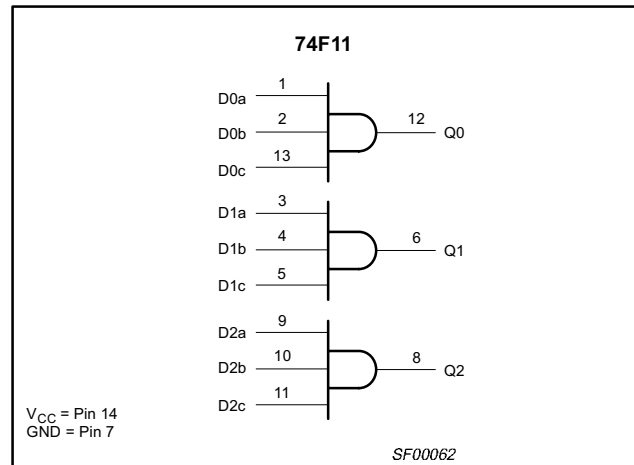 74F11
D0a 1
D0b 2 12 Q0
D0c 13
D1a 3
D1b 4 6 Q1
D1c 5
D2a 9
D2b 10 8 Q2
D2c 11
VCC = Pin 14
GND = Pin 7
SF00062